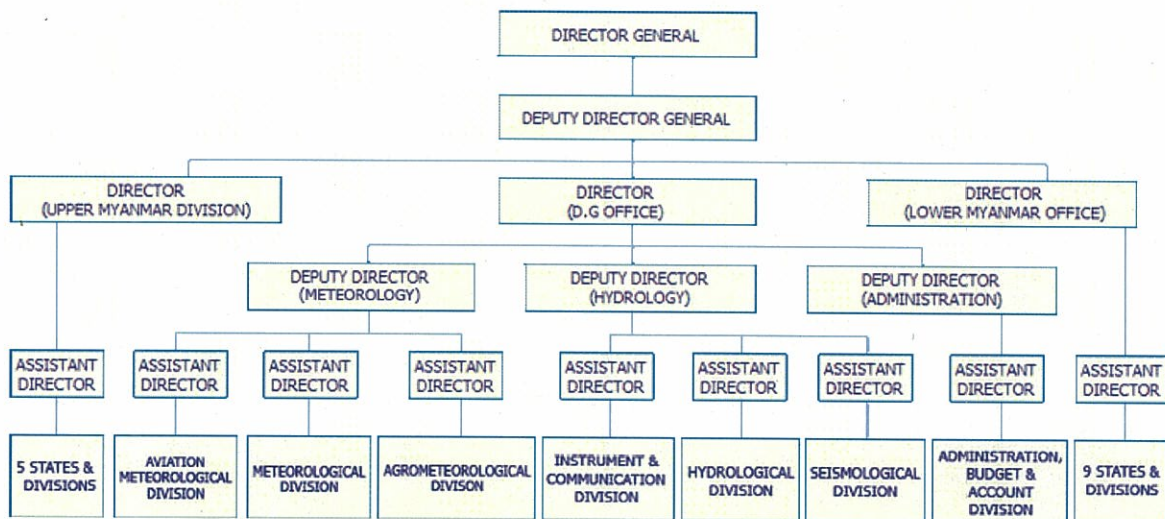 DIRECTOR GENERAL
DEPUTY DIRECTOR GENERAL
DIRECTOR
(UPPER MYANMAR DIVISION)
DIRECTOR
(D.G OFFICE)
DIRECTOR
(LOWER MYANMAR OFFICE)
DEPUTY DIRECTOR
(METEOROLOGY)
DEPUTY DIRECTOR
(HYDROLOGY)
DEPUTY DIRECTOR
(ADMINISTRATION)
ASSISTANT
DIRECTOR
ASSISTANT
DIRECTOR
ASSISTANT
DIRECTOR
ASSISTANT
DIRECTOR
ASSISTANT
DIRECTOR
ASSISTANT
DIRECTOR
ASSISTANT
DIRECTOR
ASSISTANT
DIRECTOR
ASSISTANT
DIRECTOR
5 STATES &
DIVISIONS
AVIATION
METEOROLOGICAL
DIVISION
METEOROLOGICAL
DIVISION
AGROMETEOROLOGICAL
DIVISON
INSTRUMENT &
COMMUNICATION
DIVISION
HYDROLOGICAL
DIVISION
SEISMOLOGICAL
DIVISION
ADMINISTRATION,
BUDGET &
ACCOUNT
DIVISION
9 STATES &
DIVISIONS